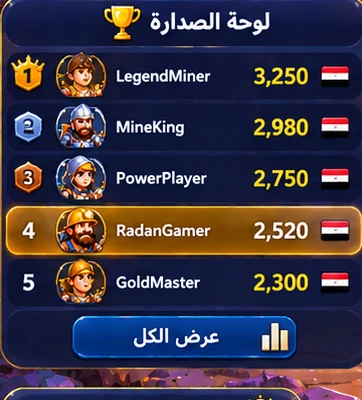 لوحة الصدارة
1 LegendMiner 3,250
2 MineKing 2,980
3 PowerPlayer 2,750
4 RadanGamer 2,520
5 GoldMaster 2,300
عرض الكل